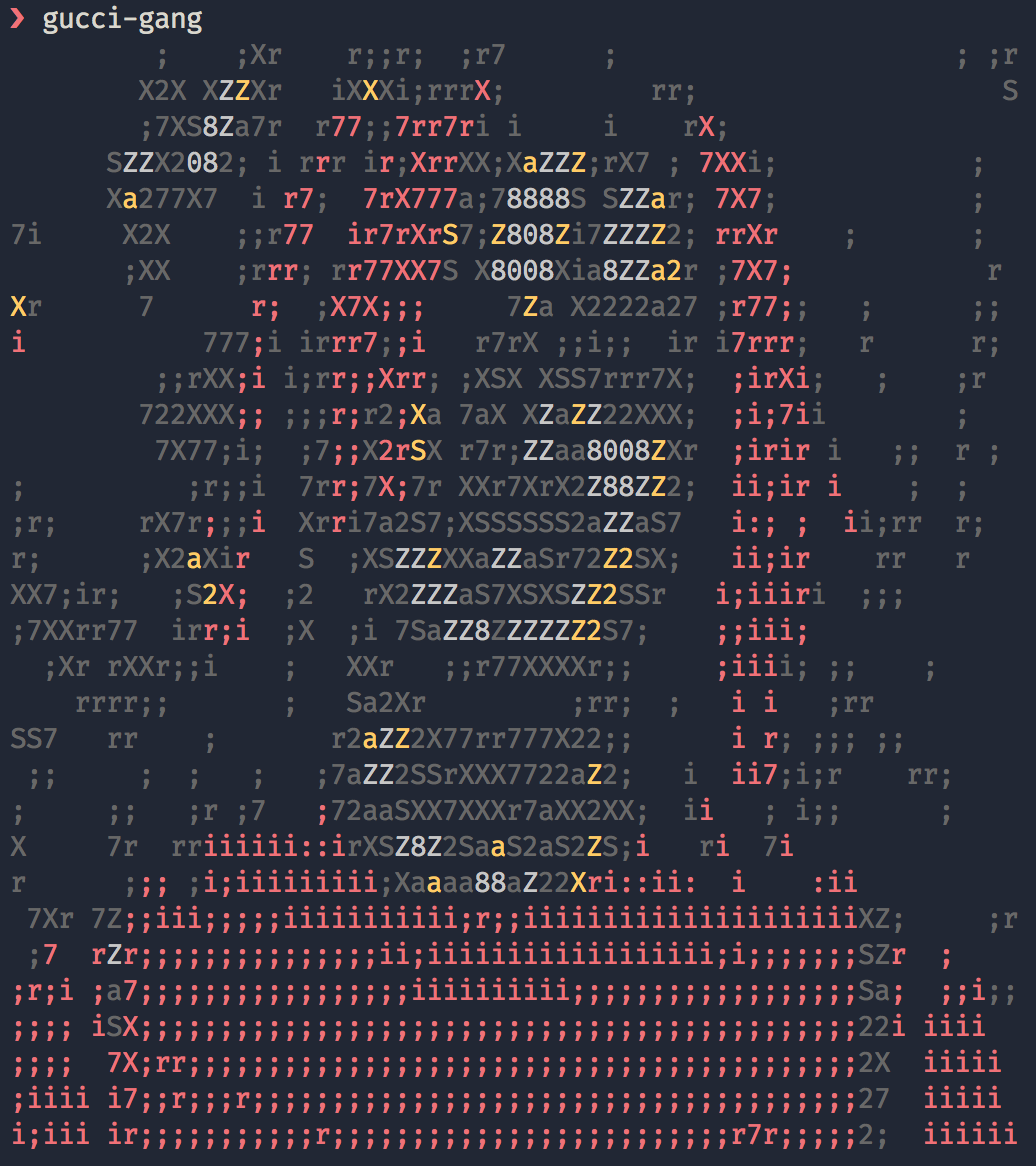 ❯ gucci-gang
;    ;Xr    r;;r;  ;r7      ;                     ; ;r
X2X XZZXr   iXXXi;rrrX;         rr;                   S
;7XS8Za7r  r77;;7rr7ri i     i    rX;
SZZX2082; i rrr ir;XrrXX;XaZZZ;rX7 ; 7XXi;            ;
Xa277X7  i r7;  7rX777a;78888S SZZar; 7X7;            ;
7i     X2X    ;;r77  ir7rXrS7;Z808Zi7ZZZZ2; rrXr    ;       ;
;XX    ;rrr; rr77XX7S X8008Xia8ZZa2r ;7X7;            r
Xr      7      r;  ;X7X;;;     7Za X2222a27  ;r77;;   ;      ;;
i           777;i irrr7;;i   r7rX ;;i;;  ir i7rrr;    r      r;
;;rXX;i i;rr;;Xrr; ;XSX XSS7rrr7X;  ;irXi;   ;    ;r
722XXX;; ;;;r;r2;Xa 7aX XZaZZ22XXX;  ;i;7ii        ;
7X77;i;  ;7;;X2rSX r7r;ZZaa8008ZXr  ;irir i   ;;  r ;
;          ;r;;i  7rr;7X;7r XXr7XrX2Z88ZZ2;  ii;ir i    ;  ;
;r;     rX7r;;;i  Xrri7a2S7;XSSSSSS2aZZaS7   i:; ;  ii;rr  r;
r;      ;X2aXir   S  ;XSZZZXXaZZaSr72Z2SX;   ii;ir    rr   r
XX7;ir;   ;S2X;  ;2   rX2ZZZaS7XSXSZZ2SSr   i;iiiri  ;;;
;7XXrr77  irr;i  ;X  ;i 7SaZZ8ZZZZZZ2S7;    ;;iii;
;Xr rXXr;;i    ;   XXr   ;;r77XXXXr;;     ;iiii; ;;    ;
rrrr;;       ;   Sa2Xr         ;rr;  ;   i i   ;rr
SS7   rr    ;       r2aZZ2X77rr777X22;;      i r; ;;; ;;
;;     ;  ;   ;   ;7aZZ2SSrXXX7722aZ2;   i  ii7;i;r    rr;
;     ;;   ;r ;7   ;72aaSXX7XXXr7aXX2XX;  ii   ; i;;      ;
X     7r  rriiiiii::irXSZ8Z2SaaS2aS2ZS;i   ri  7i
r      ;;; ;i;iiiiiiiii;Xaaaa88aZ22Xri::ii:  i    :ii
7Xr 7Z;;iii;;;;;iiiiiiiiiii;r;;iiiiiiiiiiiiiiiiiiiiiXZ;     ;r
;7  rZr;;;;;;;;;;;;;;;ii;iiiiiiiiiiiiiiiiii;i;;;;;;;SZr  ;
;r;i ;a7;;;;;;;;;;;;;;;;;iiiiiiiiii;;;;;;;;;;;;;;;;;;Sa;  ;;i;;
;;;; iSX;;;;;;;;;;;;;;;;;;;;;;;;;;;;;;;;;;;;;;;;;;;;;22i iiii
;;;;  7X;rr;;;;;;;;;;;;;;;;;;;;;;;;;;;;;;;;;;;;;;;;;;2X  iiiii
;iiii i7;;r;;;r;;;;;;;;;;;;;;;;;;;;;;;;;;;;;;;;;;;;;;27  iiiii
i;iii ir;;;;;;;;;;;r;;;;;;;;;;;;;;;;;;;;;;;;;r7r;;;;;2;  iiiiii